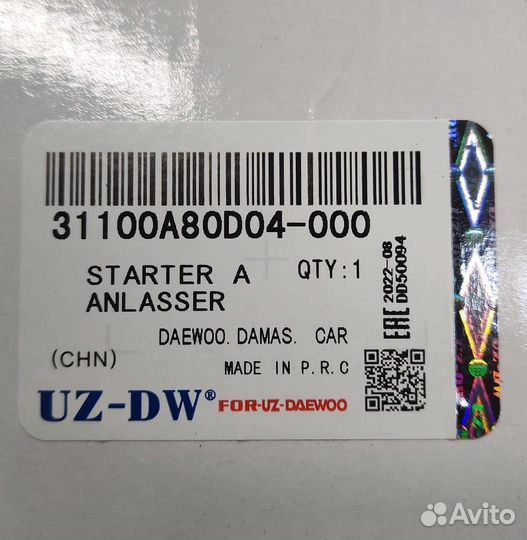 31100A80D04-000
STARTER A QTY:1
ANLASSER
DAEWOO. DAMAS. CAR
(CHN) MADE IN P.R.C
UZ-DW® FOR-UZ-DAEWOO
EAC 2022-08
DD50094
Avito